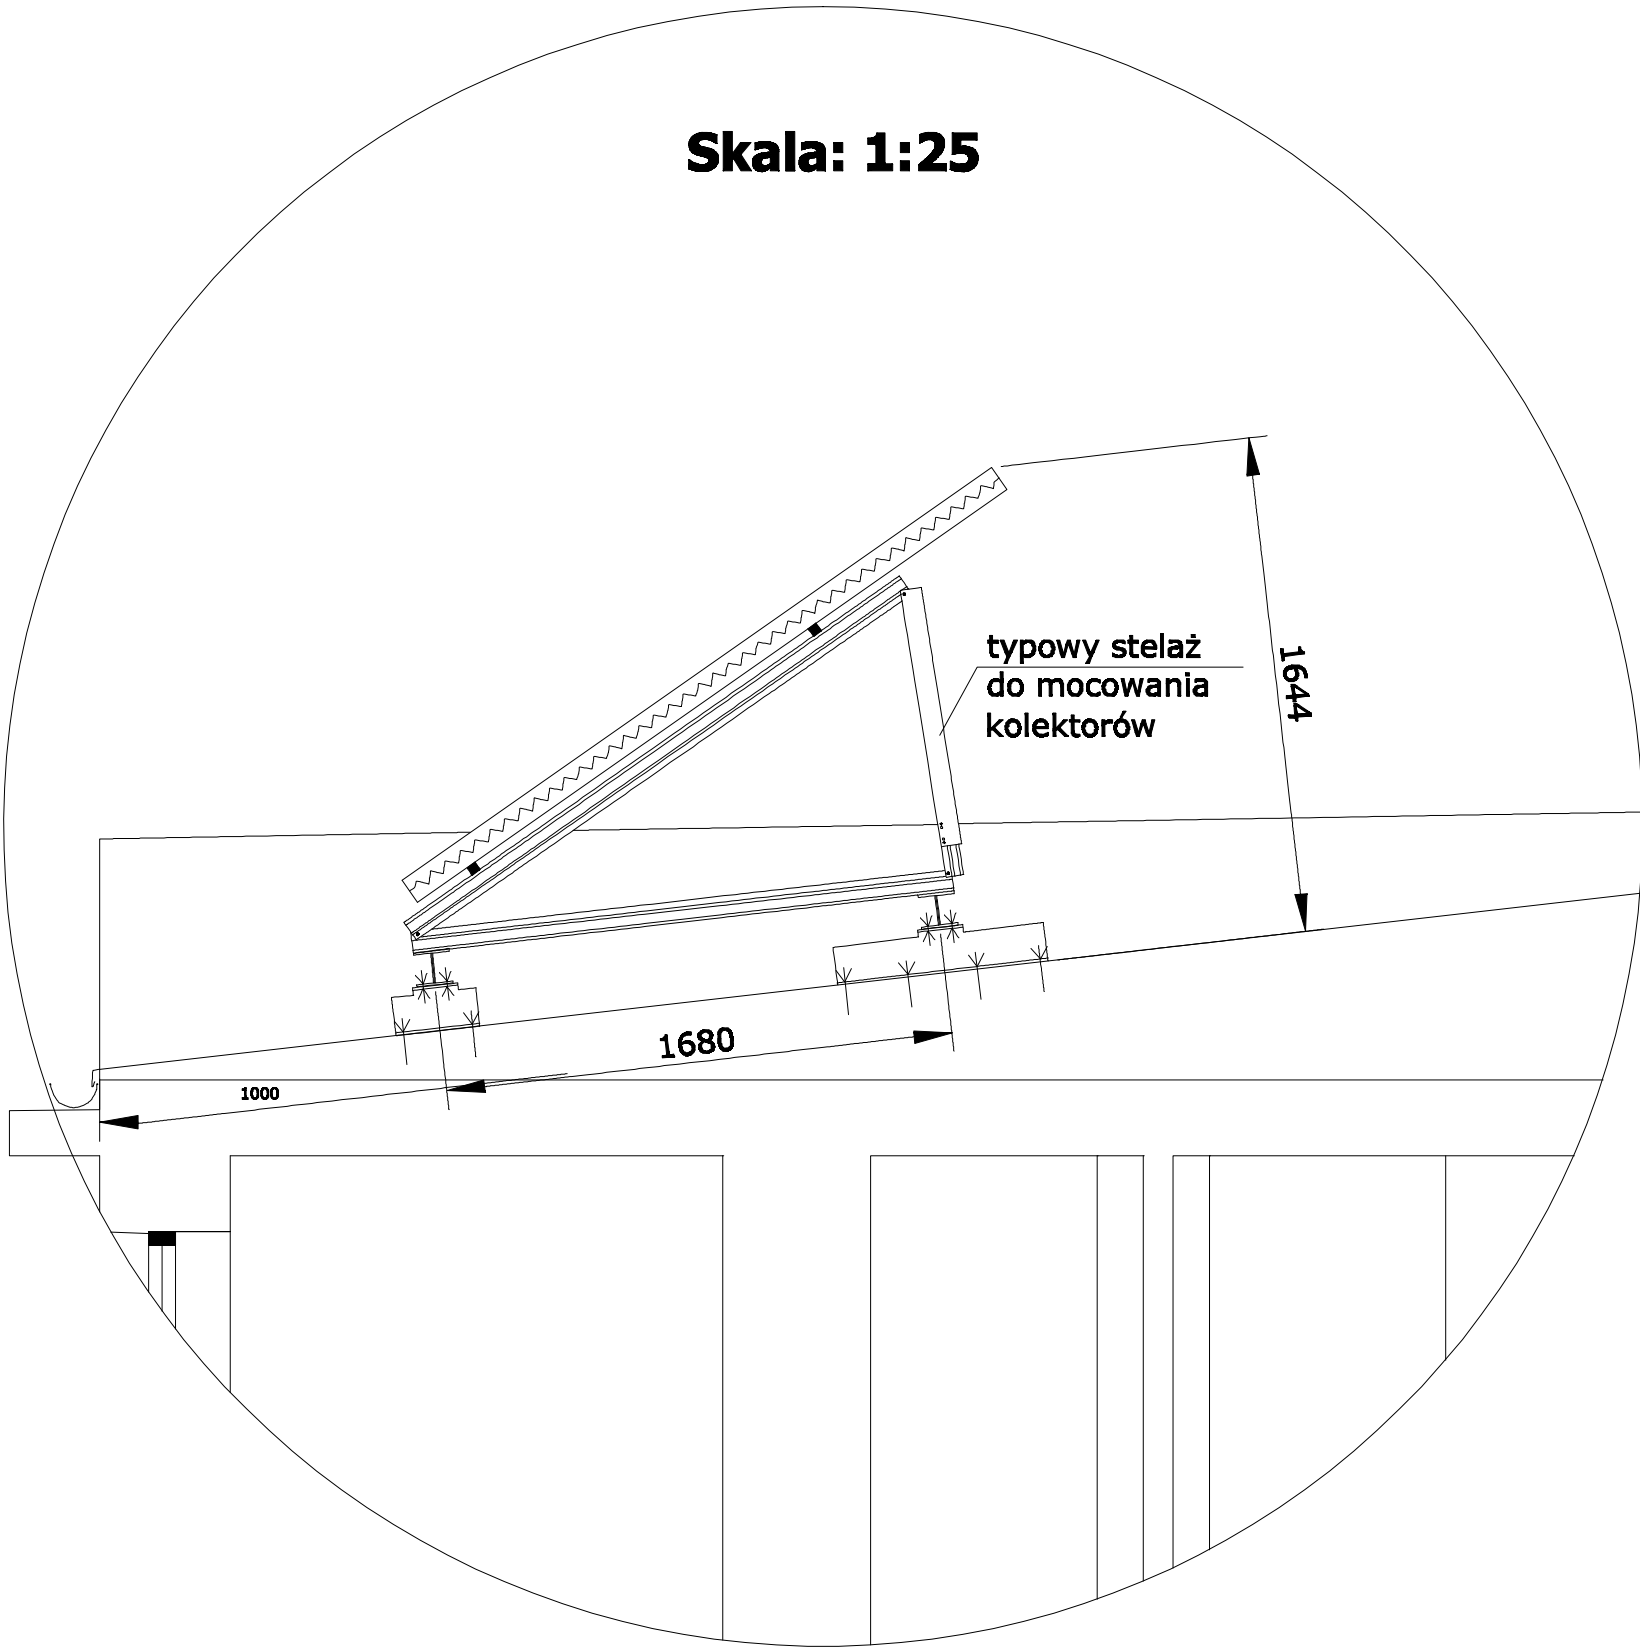 Skala: 1:25
typowy stelaż
do mocowania
kolektorów
1644
1680
1000